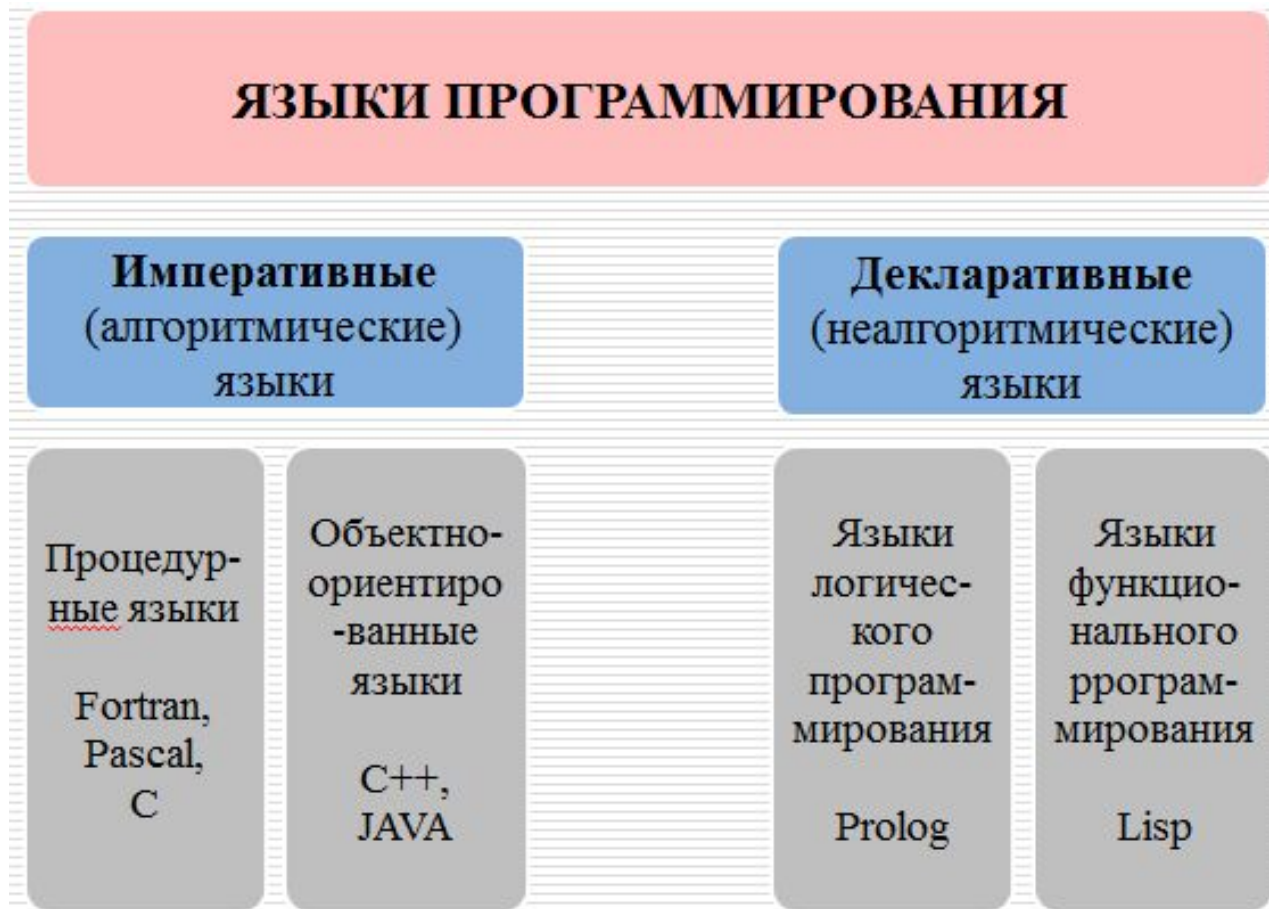 ЯЗЫКИ ПРОГРАММИРОВАНИЯ
Императивные
(алгоритмические)
языки
Декларативные
(неалгоритмические)
языки
Процедур-
ные языки
Fortran,
Pascal,
C
Объектно-
ориентиро
-ванные
языки
C++,
JAVA
Языки
логичес-
кого
програм-
мирования
Prolog
Языки
функцио-
нального
ррограм-
мирования
Lisp